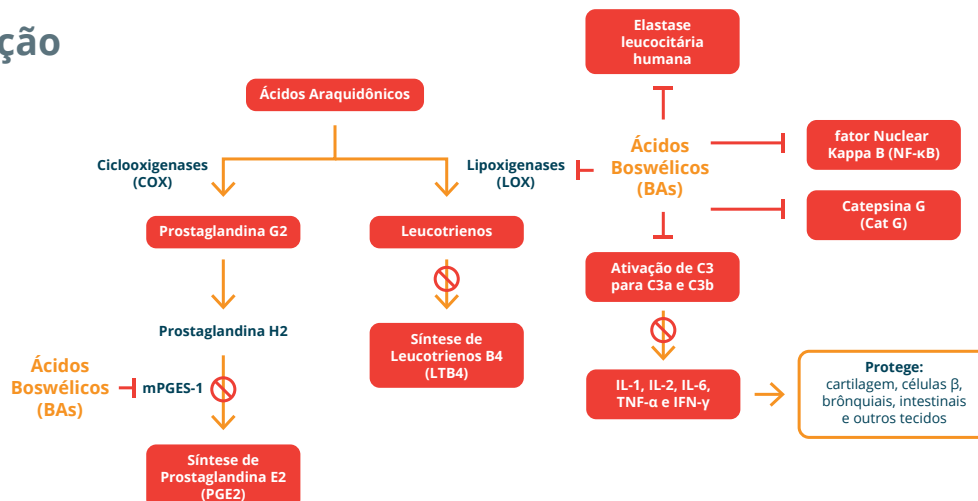 ção
Elastase
leucocitária
humana
Ácidos Araquidônicos
Ciclooxigenases
(COX)
Lipoxigenases
(LOX)
Ácidos
Boswélicos
(BAs)
fator Nuclear
Kappa B (NF-κB)
Catepsina G
(Cat G)
Prostaglandina G2
Leucotrienos
Ativação de C3
para C3a e C3b
Prostaglandina H2
Síntese de
Leucotrienos B4
(LTB4)
Ácidos
Boswélicos
(BAs)
mPGES-1
IL-1, IL-2, IL-6,
TNF-α e IFN-γ
Protege:
cartilagem, células β,
brônquiais, intestinais
e outros tecidos
Síntese de
Prostaglandina E2
(PGE2)